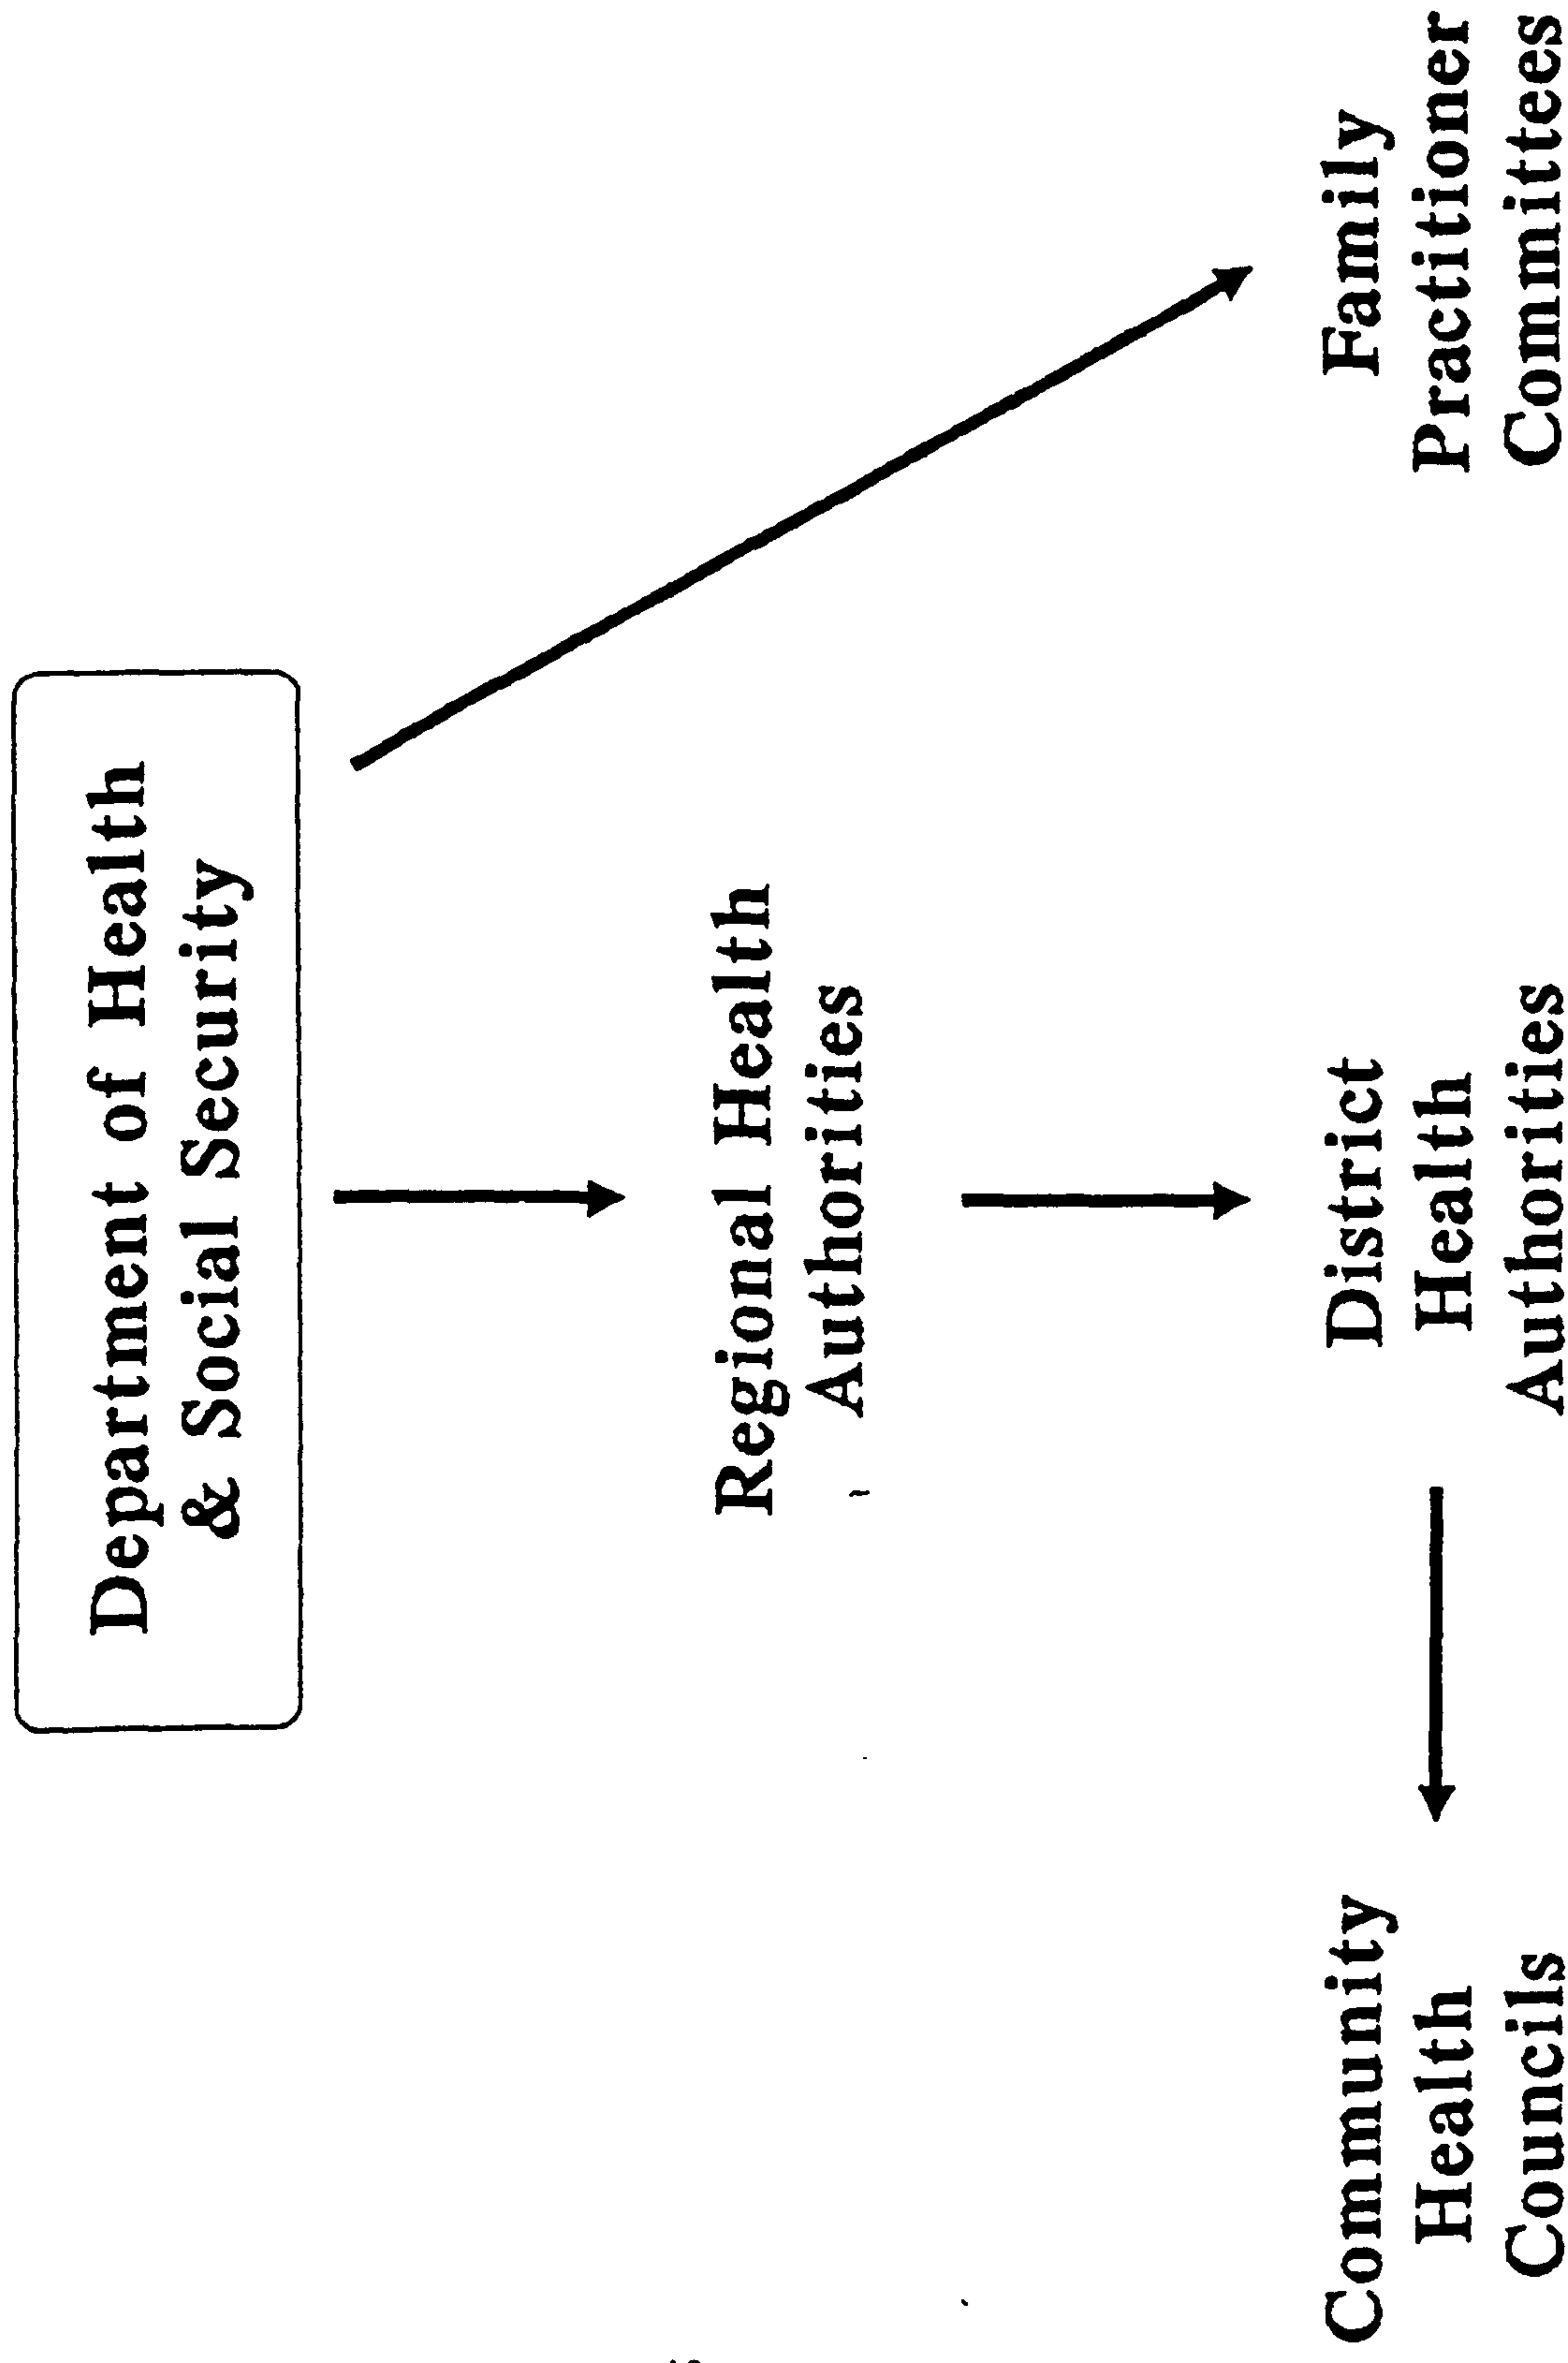 Department of Health
& Social Security
Regional Health
Authorities
Community
Health
Councils
District
Health
Authorities
Family
Practitioner
Committees